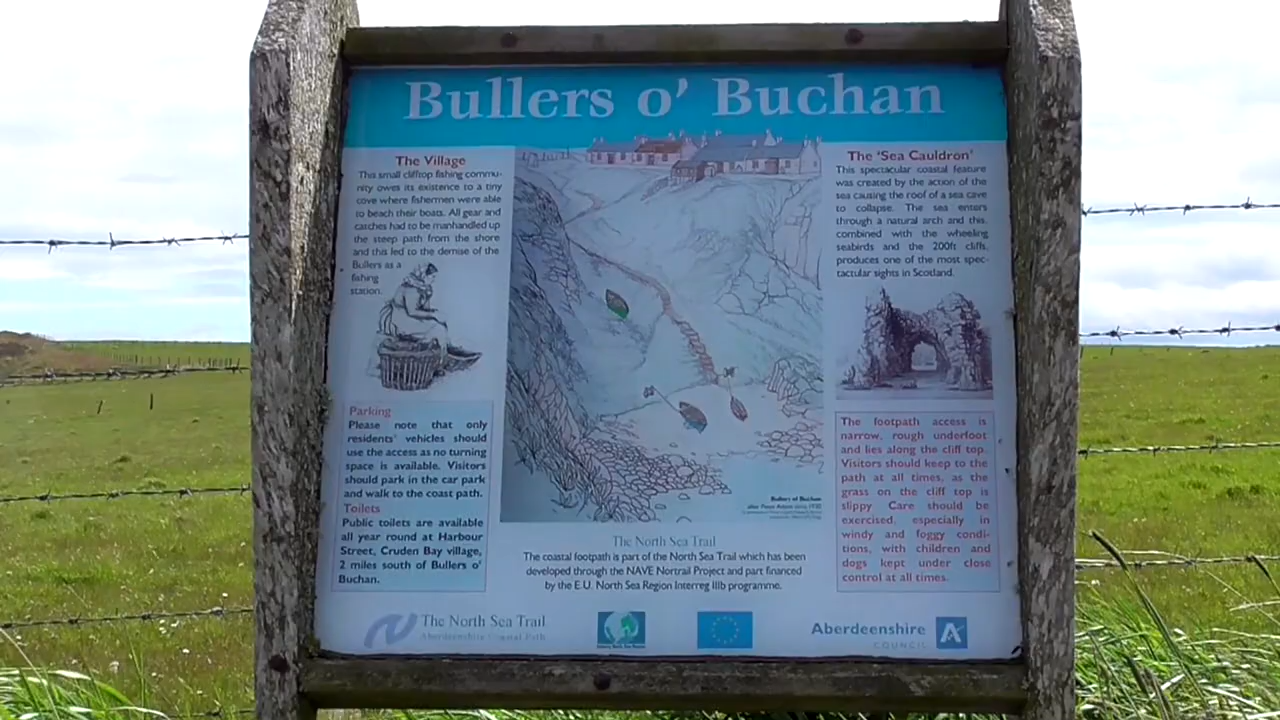 Bullers o' Buchan
The Village
This small clifftop fishing commu-
nity owes its existence to a tiny
cove where fishermen were able
to beach their boats. All gear and
catches had to be manhandled up
the steep path from the shore
and this led to the demise of the
Bullers as a
fishing
station.
Parking
Please note that only
residents' vehicles should
use the access as no turning
space is available. Visitors
should park in the car park
and walk to the coast path.
Toilets
Public toilets are available
all year round at Harbour
Street, Cruden Bay village,
2 miles south of Bullers o'
Buchan.
Bullers of Buchan
The North Sea Trail
The coastal footpath is part of the North Sea Trail which has been
developed through the NAVE Nortrail Project and part financed
by the E.U. North Sea Region Interreg IIIb programme.
The 'Sea Cauldron'
This spectacular coastal feature
was created by the action of the
sea causing the roof of a sea cave
to collapse. The sea enters
through a natural arch and this,
combined with the wheeling
seabirds and the 200ft cliffs,
produces one of the most spec-
tacular sights in Scotland.
The footpath access is
narrow, rough underfoot
and lies along the cliff top.
Visitors should keep to the
path at all times, as the
grass on the cliff top is
slippy Care should be
exercised, especially in
windy and foggy condi-
tions, with children and
dogs kept under close
control at all times.
The North Sea Trail
Aberdeenshire Coastal Path
Aberdeenshire
COUNCIL